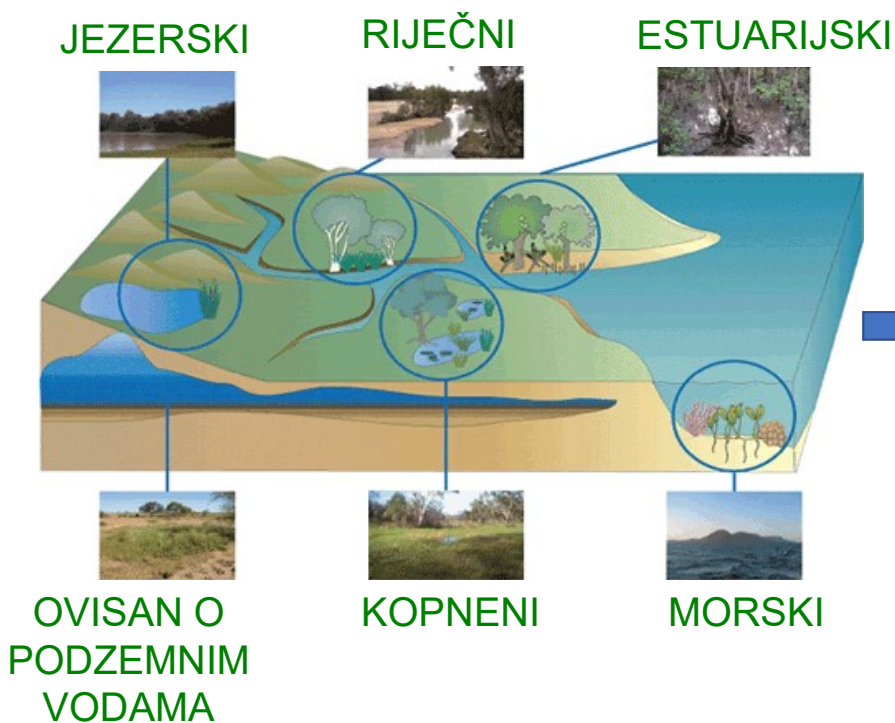 JEZERSKI
RIJEČNI
ESTUARIJSKI
OVISAN O
PODZEMNIM
VODAMA
KOPNENI
MORSKI